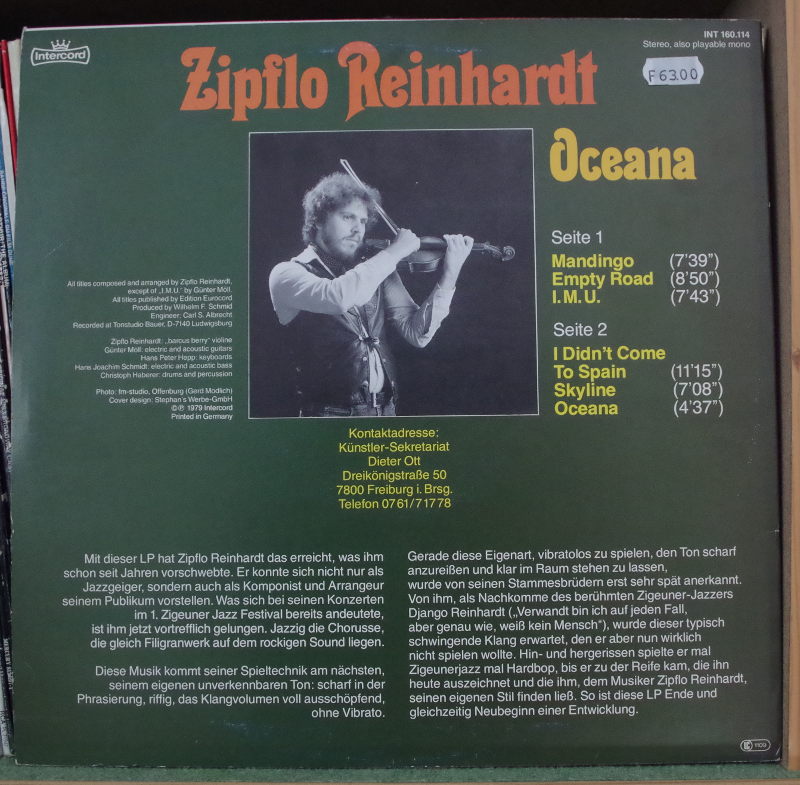 Intercord
INT 160.114
Stereo, also playable mono
F 63.00
Zipflo Reinhardt
Oceana
Seite 1
Mandingo (7'39")
Empty Road (8'50")
I.M.U. (7'43")
Seite 2
I Didn't Come
To Spain (11'15")
Skyline (7'08")
Oceana (4'37")
All titles composed and arranged by Zipflo Reinhardt,
except of „I.M.U." by Günter Moll.
All titles published by Edition Eurocord
Produced by Wilhelm F. Schmid
Engineer: Carl S. Albrecht
Recorded at Tonstudio Bauer, D-7140 Ludwigsburg
Zipflo Reinhardt: „barcus berry" violine
Günter Moll: electric and acoustic guitars
Hans Peter Hepp: keyboards
Hans Joachim Schmidt: electric and acoustic bass
Christoph Heberer: drums and percussion
Photo: fm-studio, Offenburg (Gerd Modlich)
Cover design: Stephan's Werbe-GmbH
©℗ 1979 Intercord
Printed in Germany
Kontaktadresse:
Künstler-Sekretariat
Dieter Ott
Dreikönigstraße 50
7800 Freiburg i. Brsg.
Telefon 0761/71778
Mit dieser LP hat Zipflo Reinhardt das erreicht, was ihm
schon seit Jahren vorschwebte. Er konnte sich nicht nur als
Jazzgeiger, sondern auch als Komponist und Arrangeur
seinem Publikum vorstellen. Was sich bei seinen Konzerten
im 1. Zigeuner Jazz Festival bereits andeutete,
ist ihm jetzt vortrefflich gelungen. Jazzig die Chorusse,
die gleich Filigranwerk auf dem rockigen Sound liegen.
Diese Musik kommt seiner Spieltechnik am nächsten,
seinem eigenen unverkennbaren Ton: scharf in der
Phrasierung, riffig, das Klangvolumen voll ausschöpfend,
ohne Vibrato.
Gerade diese Eigenart, vibratolos zu spielen, den Ton scharf
anzureißen und klar im Raum stehen zu lassen,
wurde von seinen Stammesbrüdern erst sehr spät anerkannt.
Von ihm, als Nachkomme des berühmten Zigeuner-Jazzers
Django Reinhardt („Verwandt bin ich auf jeden Fall,
aber genau wie, weiß kein Mensch"), wurde dieser typisch
schwingende Klang erwartet, den er aber nun wirklich
nicht spielen wollte. Hin- und hergerissen spielte er mal
Zigeunerjazz mal Hardbop, bis er zu der Reife kam, die ihn
heute auszeichnet und die ihm, dem Musiker Zipflo Reinhardt,
seinen eigenen Stil finden ließ. So ist diese LP Ende und
gleichzeitig Neubeginn einer Entwicklung.
1109